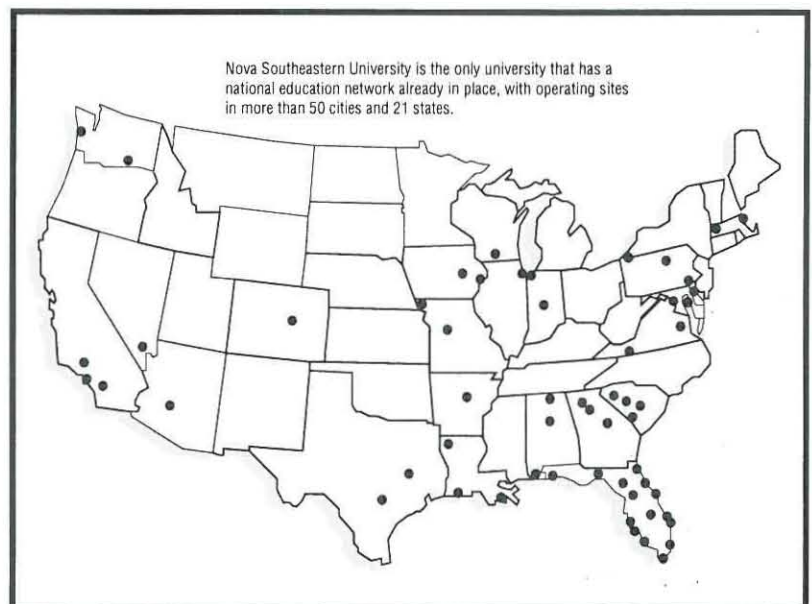 Nova Southeastern University is the only university that has a
national education network already in place, with operating sites
in more than 50 cities and 21 states.